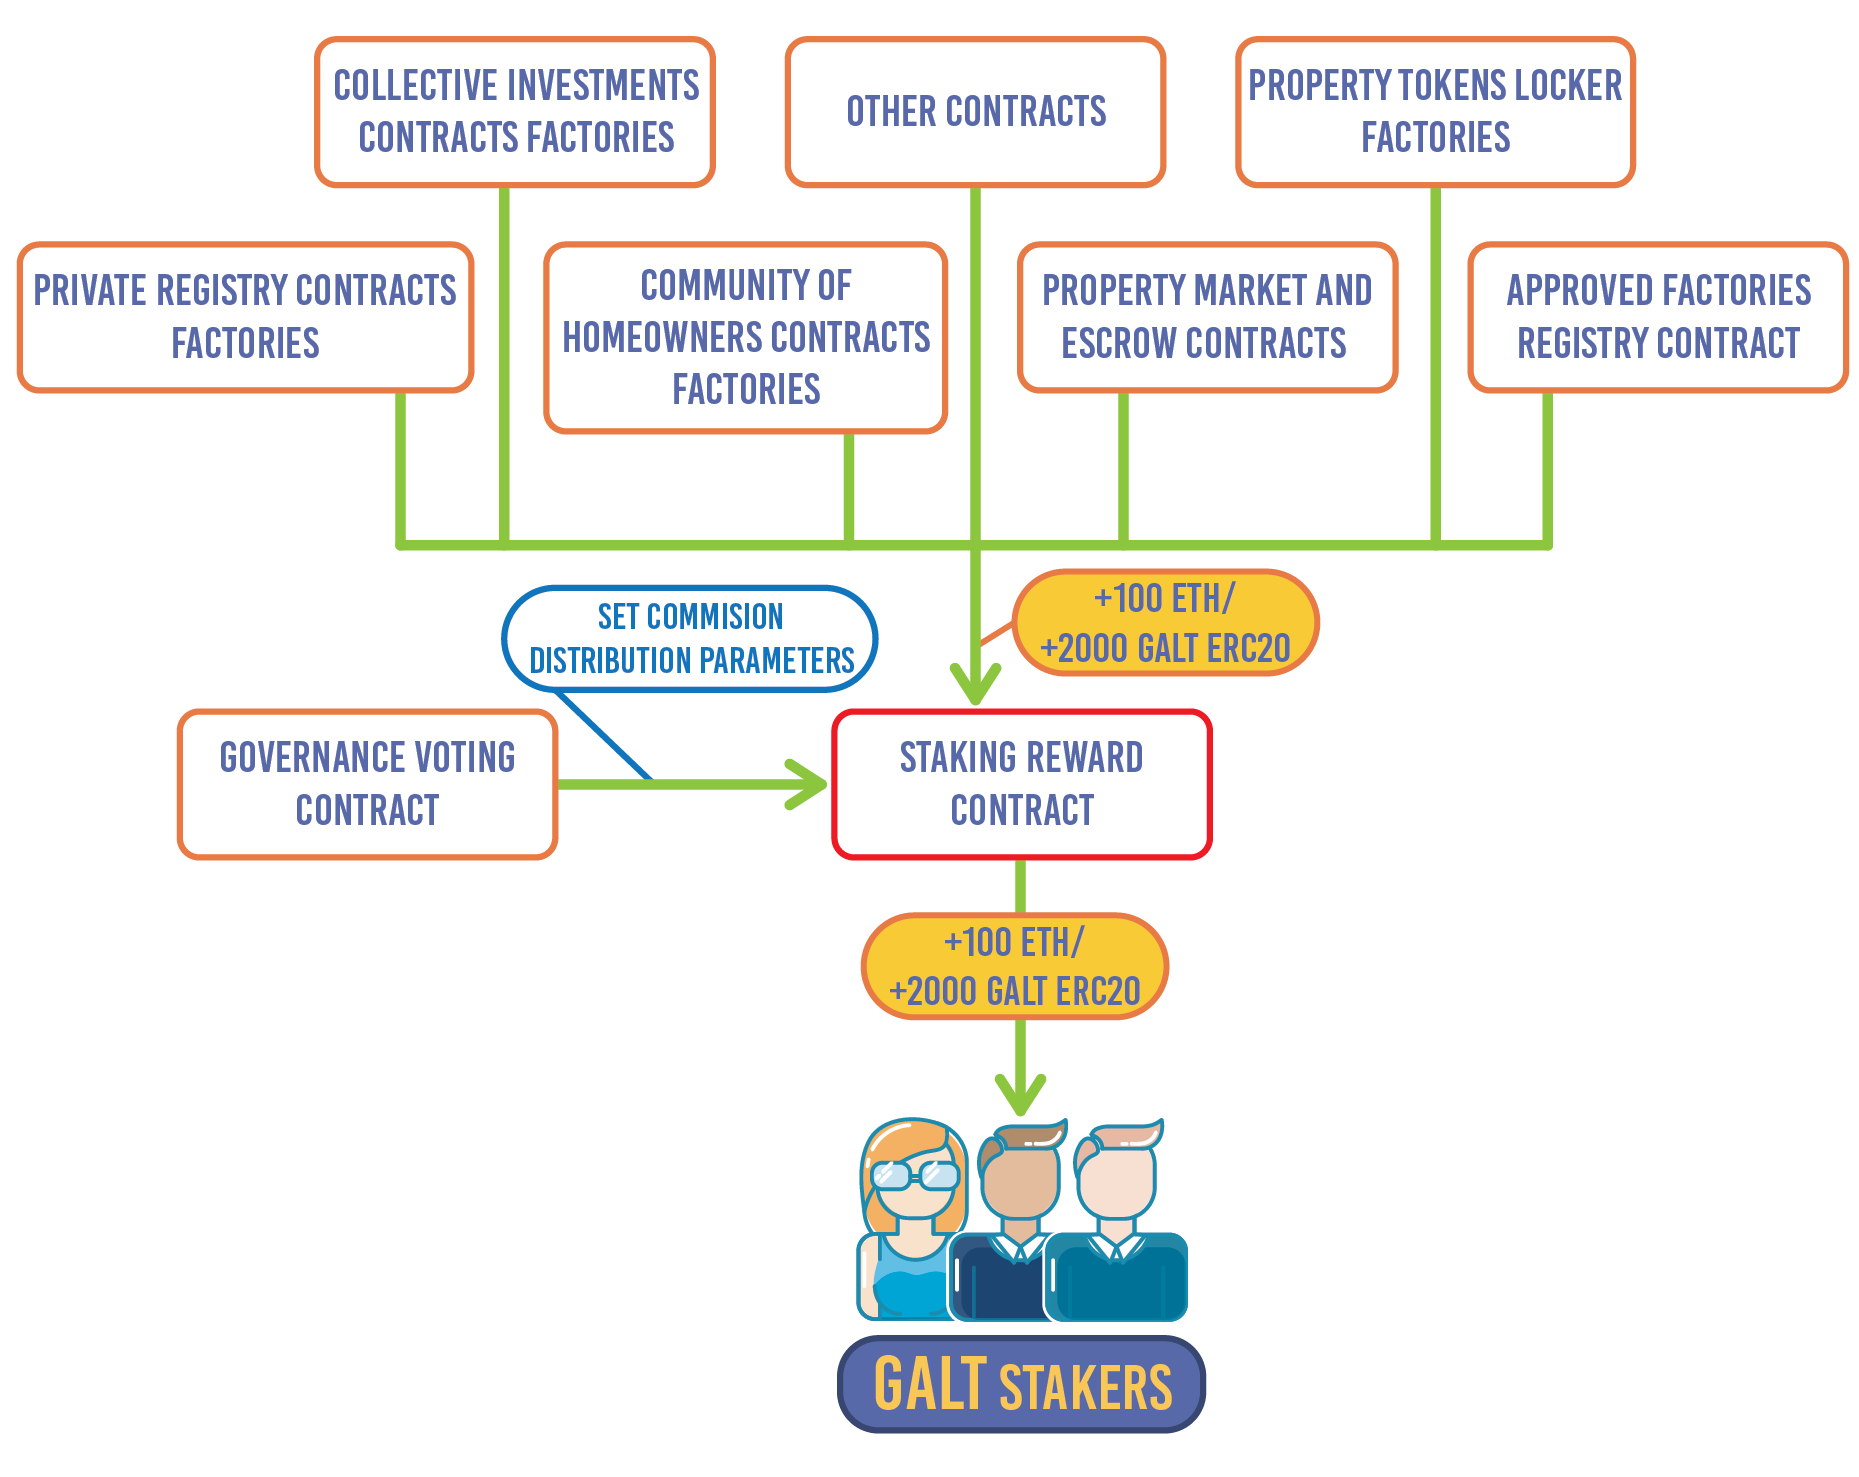 COLLECTIVE INVESTMENTS
CONTRACTS FACTORIES
OTHER CONTRACTS
PROPERTY TOKENS LOCKER
FACTORIES
PRIVATE REGISTRY CONTRACTS
FACTORIES
COMMUNITY OF
HOMEOWNERS CONTRACTS
FACTORIES
PROPERTY MARKET AND
ESCROW CONTRACTS
APPROVED FACTORIES
REGISTRY CONTRACT
SET COMMISION
DISTRIBUTION PARAMETERS
+100 ETH/
+2000 GALT ERC20
GOVERNANCE VOTING
CONTRACT
STAKING REWARD
CONTRACT
+100 ETH/
+2000 GALT ERC20
GALT STAKERS